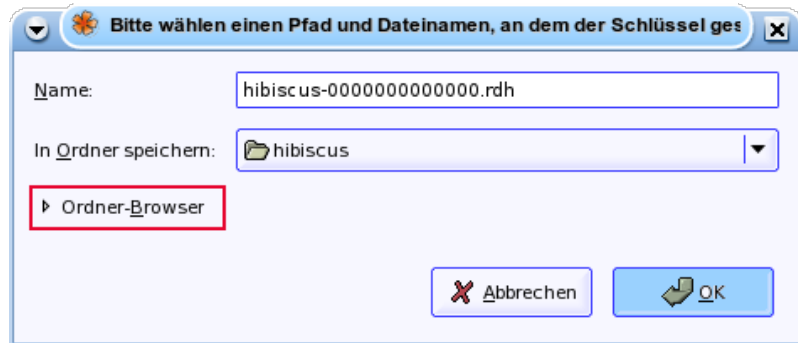 Bitte wählen einen Pfad und Dateinamen, an dem der Schlüssel ges
Name:
hibiscus-0000000000000.rdh
In Ordner speichern:
hibiscus
Ordner-Browser
Abbrechen
OK